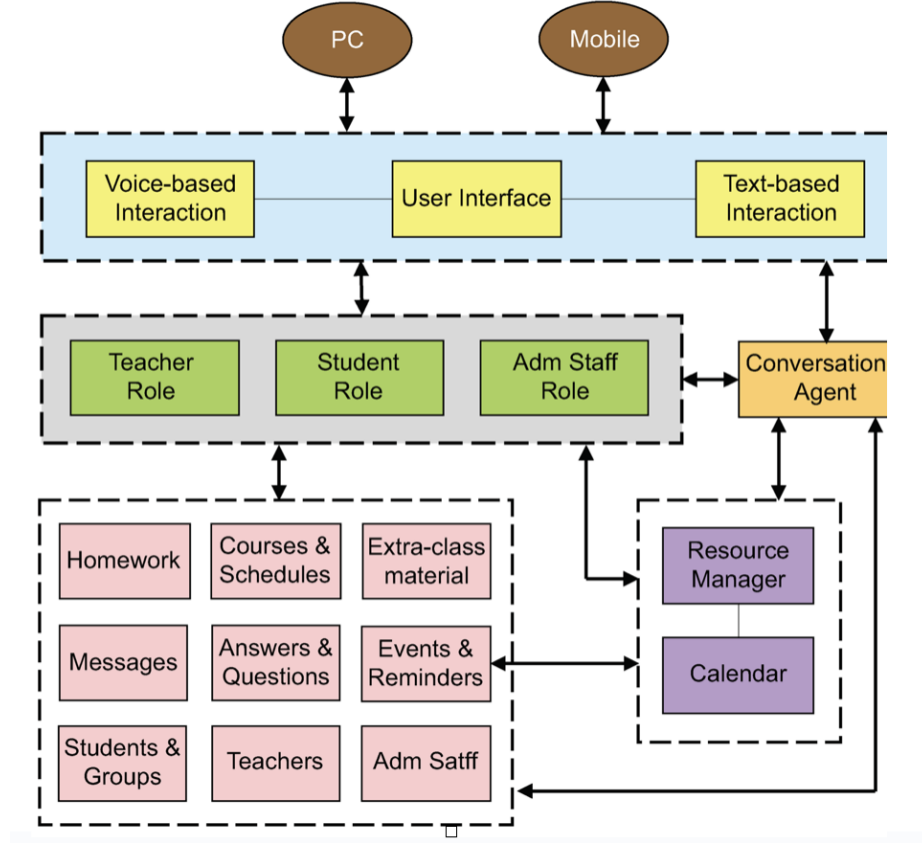 PC
Mobile
Voice-based
Interaction
User Interface
Text-based
Interaction
Teacher
Role
Student
Role
Adm Staff
Role
Conversation
Agent
Homework
Courses &
Schedules
Extra-class
material
Resource
Manager
Messages
Answers &
Questions
Events &
Reminders
Calendar
Students &
Groups
Teachers
Adm Satff